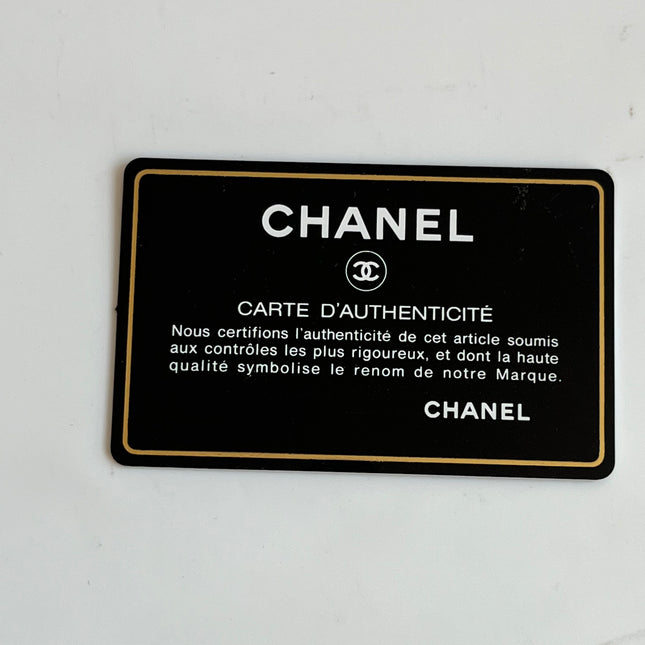 CHANEL
CARTE D'AUTHENTICITÉ
Nous certifions l'authenticité de cet article soumis
aux contrôles les plus rigoureux, et dont la haute
qualité symbolise le renom de notre Marque.
CHANEL